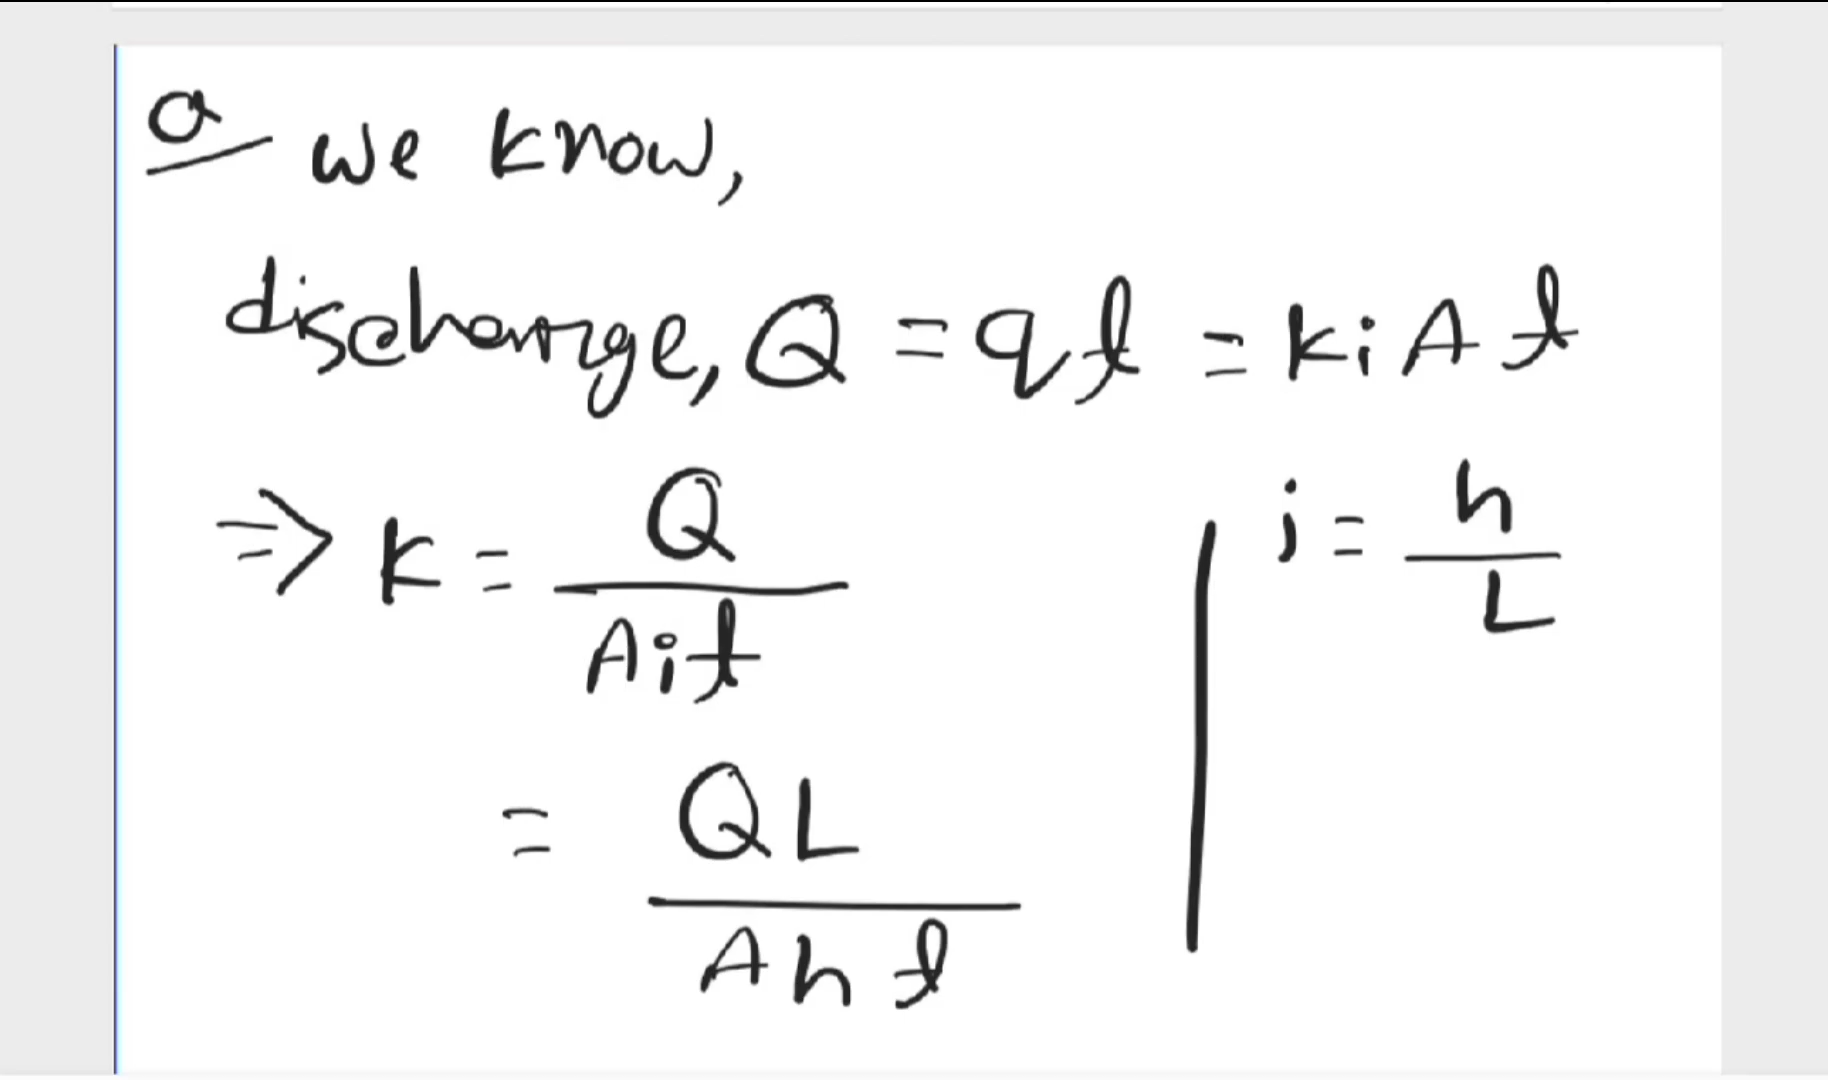 a we know,
discharge, Q = qt = kiAt
⇒ k = Q / Ait | i = h / L
= QL / Aht